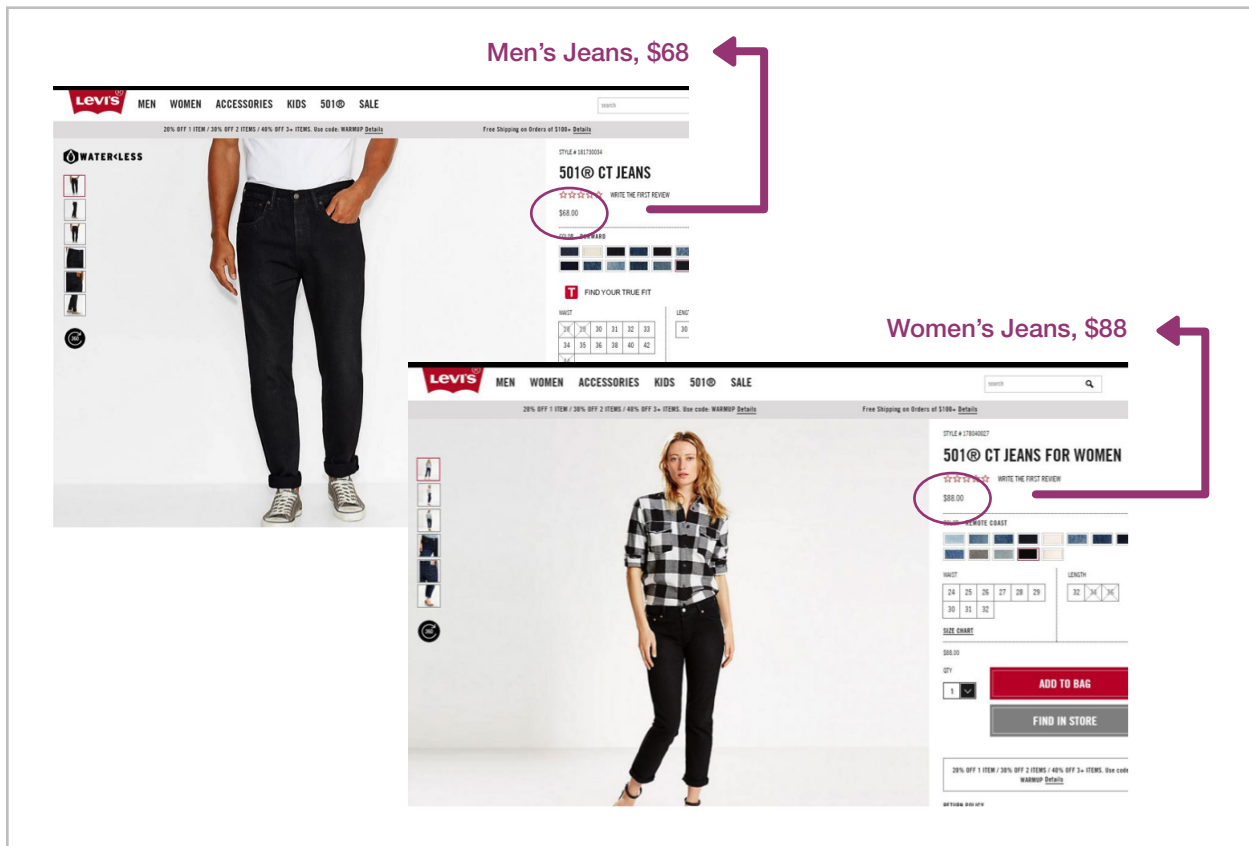 Men's Jeans, $68
LEVI'S®
MEN WOMEN ACCESSORIES KIDS 501® SALE
search
20% OFF 1 ITEM / 30% OFF 2 ITEMS / 40% OFF 3+ ITEMS. Use code: WARMUP Details
Free Shipping on Orders of $100+ Details
WATER<LESS
STYLE # 181730034
501® CT JEANS
WRITE THE FIRST REVIEW
$68.00
COLOR
T FIND YOUR TRUE FIT
WAIST
28 29 30 31 32 33
34 35 36 38 40 42
30
360°
Women's Jeans, $88
LEVI'S®
MEN WOMEN ACCESSORIES KIDS 501® SALE
search
20% OFF 1 ITEM / 30% OFF 2 ITEMS / 40% OFF 3+ ITEMS. Use code: WARMUP Details
Free Shipping on Orders of $100+ Details
STYLE # 178040027
501® CT JEANS FOR WOMEN
WRITE THE FIRST REVIEW
$88.00
COLOR REMOTE COAST
WAIST
LENGTH
24 25 26 27 28 29
32 34 36
30 31 32
SIZE CHART
$88.00
QTY
1
ADD TO BAG
FIND IN STORE
360°
20% OFF 1 ITEM / 30% OFF 2 ITEMS / 40% OFF 3+ ITEMS. Use code
WARMUP Details
RETURN POLICY